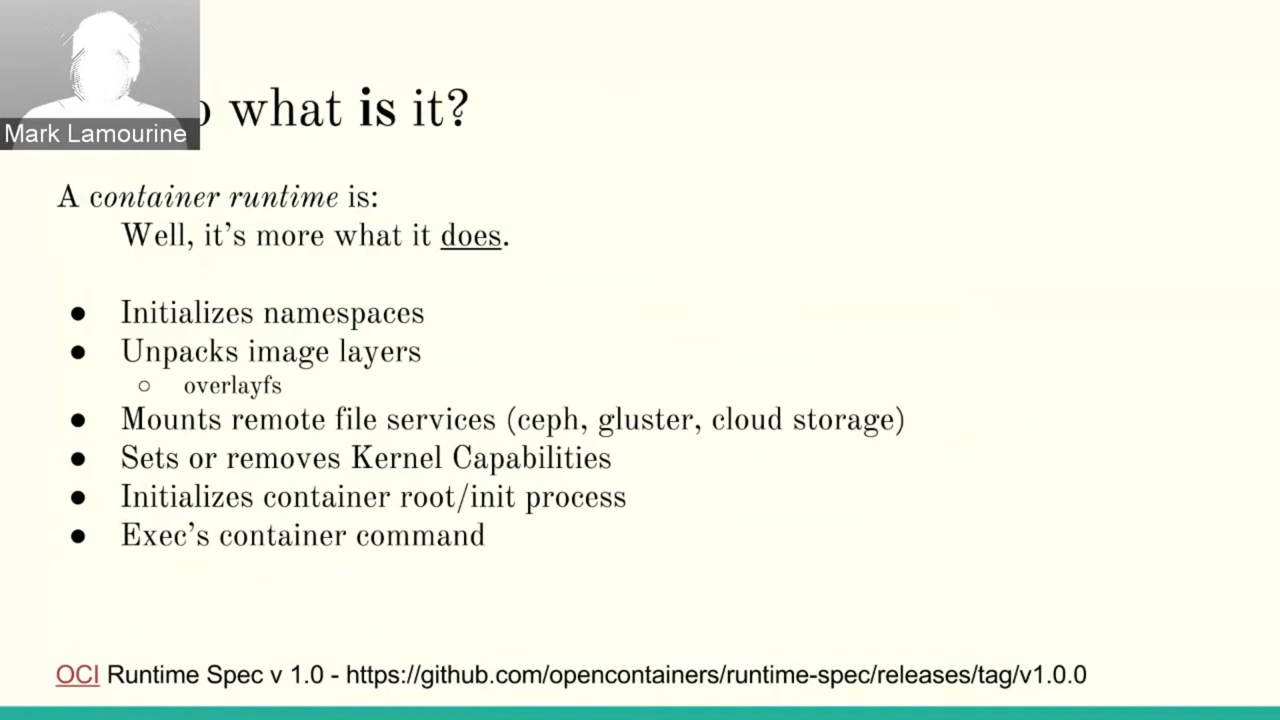 o what is it?
Mark Lamourine
A container runtime is:
Well, it's more what it does.
● Initializes namespaces
● Unpacks image layers
○ overlayfs
● Mounts remote file services (ceph, gluster, cloud storage)
● Sets or removes Kernel Capabilities
● Initializes container root/init process
● Exec's container command
OCI Runtime Spec v 1.0 - https://github.com/opencontainers/runtime-spec/releases/tag/v1.0.0